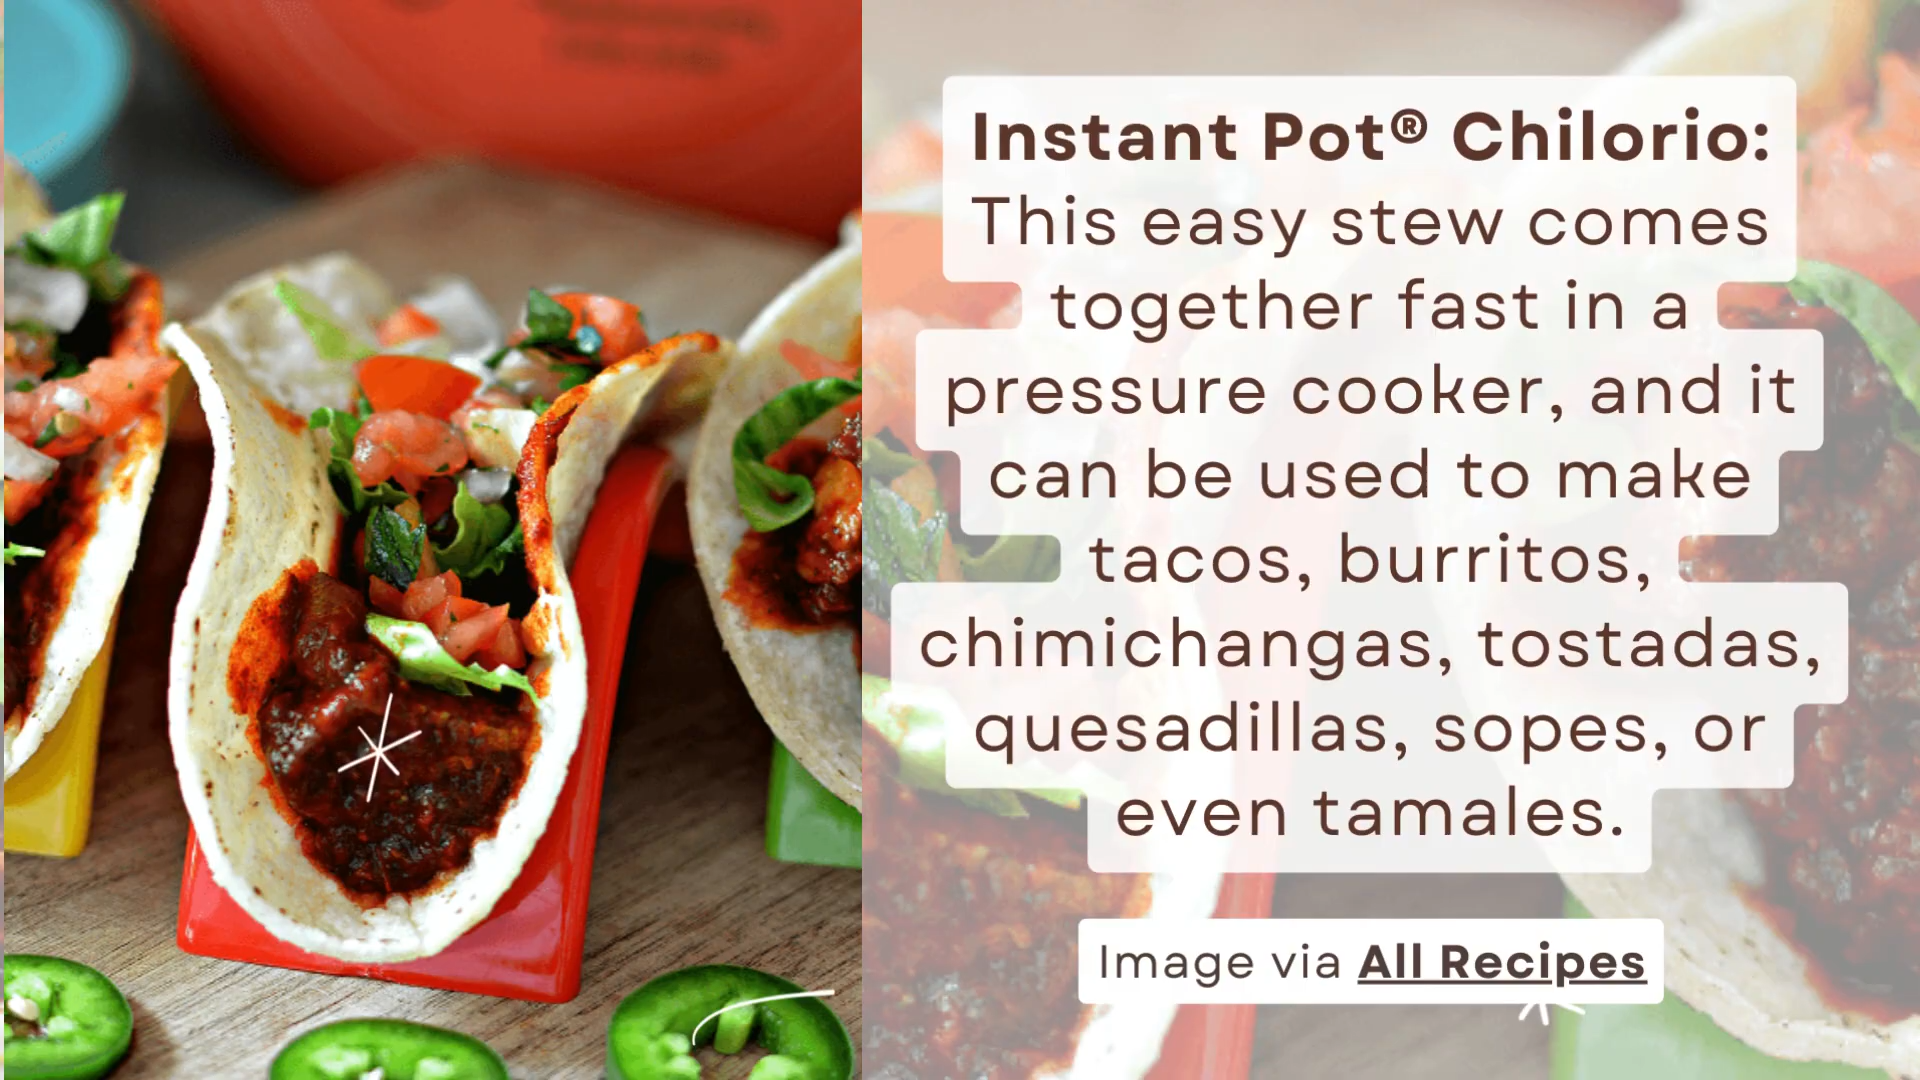 Instant Pot® Chilorio:
This easy stew comes
together fast in a
pressure cooker, and it
can be used to make
tacos, burritos,
chimichangas, tostadas,
quesadillas, sopes, or
even tamales.
Image via All Recipes